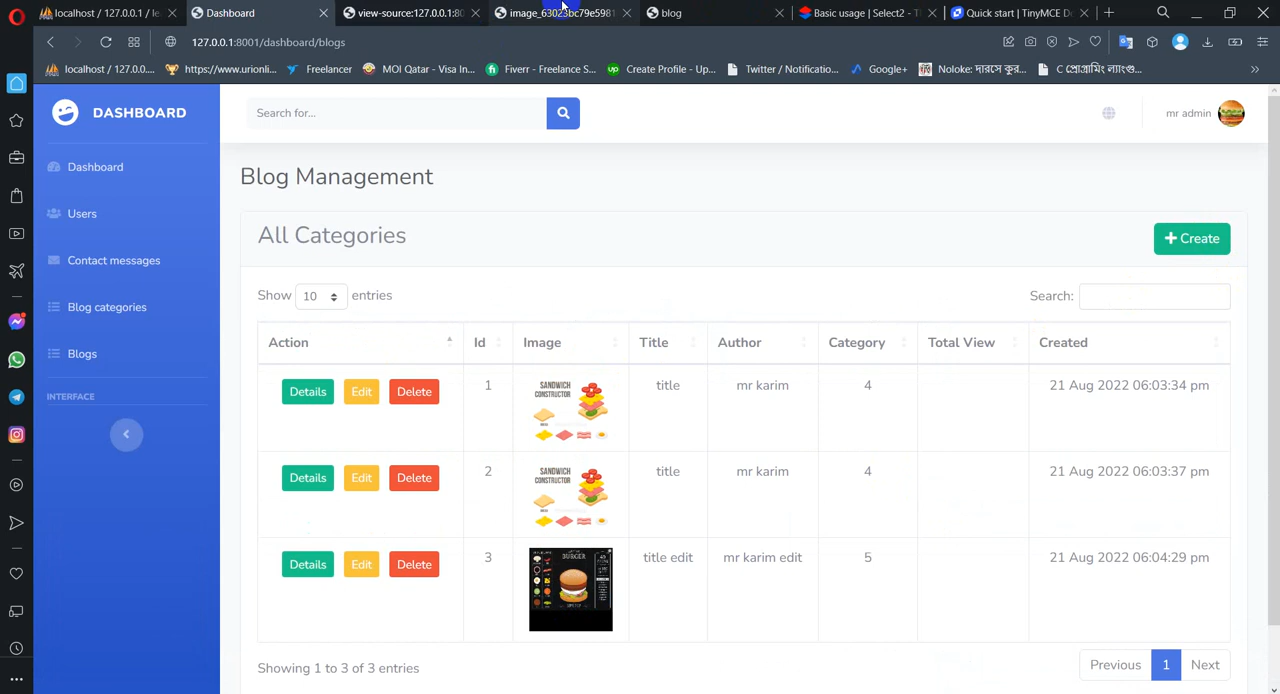 localhost / 127.0.0.1 / le
Dashboard
view-source:127.0.0.1:80
image_63023bc79e5981
blog
Basic usage | Select2 - Th
Quick start | TinyMCE Do
127.0.0.1:8001/dashboard/blogs
localhost / 127.0.0....
https://www.urionli...
Freelancer
MOI Qatar - Visa In...
Fiverr - Freelance S...
Create Profile - Up...
Twitter / Notificatio...
Google+
Noloke: দারসে কুর...
C প্রোগ্রামিং ল্যাংগু...
DASHBOARD
Search for...
mr admin
Dashboard
Users
Contact messages
Blog categories
Blogs
INTERFACE
Blog Management
All Categories
Create
Show 10 entries
Search:
Action Id Image Title Author Category Total View Created
Details Edit Delete 1 title mr karim 4 21 Aug 2022 06:03:34 pm
SANDWICH
CONSTRUCTOR
Details Edit Delete 2 title mr karim 4 21 Aug 2022 06:03:37 pm
SANDWICH
CONSTRUCTOR
Details Edit Delete 3 title edit mr karim edit 5 21 Aug 2022 06:04:29 pm
BURGER
Showing 1 to 3 of 3 entries
Previous 1 Next